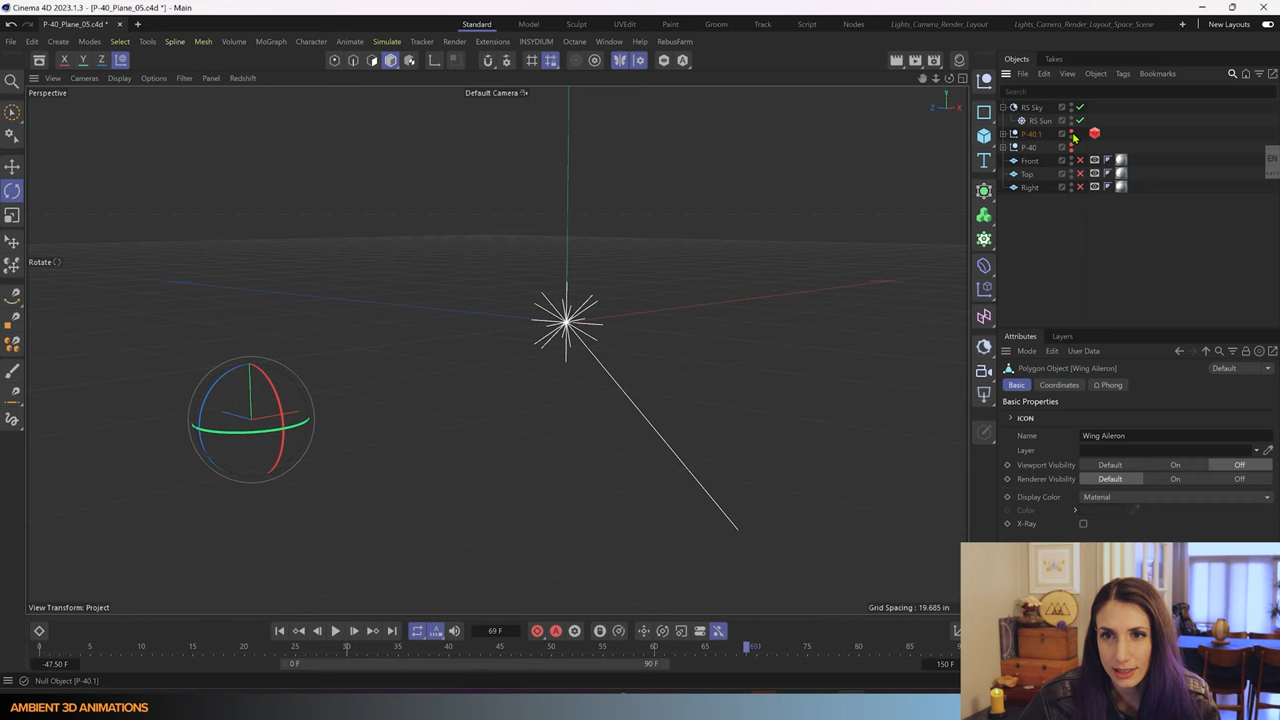 Cinema 4D 2023.1.3 - [P-40_Plane_05.c4d *] - Main
P-40_Plane_05.c4d *
Standard Model Sculpt UVEdit Paint Groom Track Script Nodes Lights_Camera_Render_Layout Lights_Camera_Render_Layout_Space_Scene New Layouts
File Edit Create Modes Select Tools Spline Mesh Volume MoGraph Character Animate Simulate Tracker Render Extensions INSYDIUM Octane Window Help RebusFarm
X Y Z
View Cameras Display Options Filter Panel Redshift
Perspective
Default Camera
Y
Z X
Rotate
View Transform: Project
Grid Spacing : 19.685 in
Objects Takes
File Edit View Object Tags Bookmarks
Search
RS Sky
RS Sun
P-40.1
P-40
Front
Top
Right
EN
Attributes Layers
Mode Edit User Data
Polygon Object [Wing Aileron]
Default
Basic Coordinates Phong
Basic Properties
ICON
Name Wing Aileron
Layer
Viewport Visibility Default On Off
Renderer Visibility Default On Off
Display Color Material
Color
X-Ray
69 F
0 5 10 15 20 25 30 35 40 45 50 55 60 65 69 75 80 85 90
-47.50 F 0 F 90 F 150 F
Null Object [P-40.1]
AMBIENT 3D ANIMATIONS